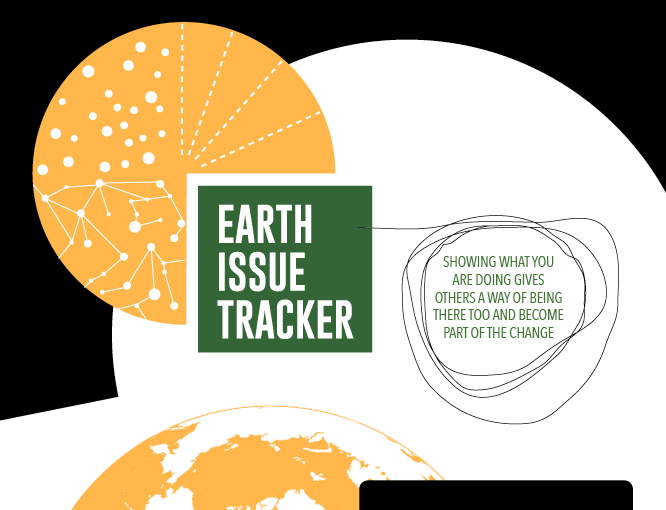 EARTH
ISSUE
TRACKER
SHOWING WHAT YOU
ARE DOING GIVES
OTHERS A WAY OF BEING
THERE TOO AND BECOME
PART OF THE CHANGE